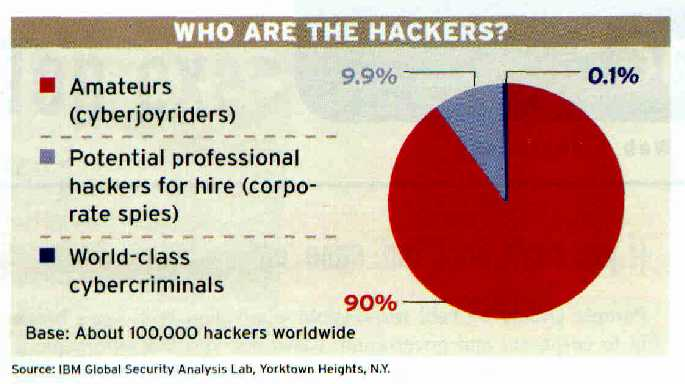 WHO ARE THE HACKERS?
9.9%
0.1%
Amateurs
(cyberjoyriders)
Potential professional
hackers for hire (corpo-
rate spies)
World-class
cybercriminals
90%
Base: About 100,000 hackers worldwide
Source: IBM Global Security Analysis Lab, Yorktown Heights, N.Y.